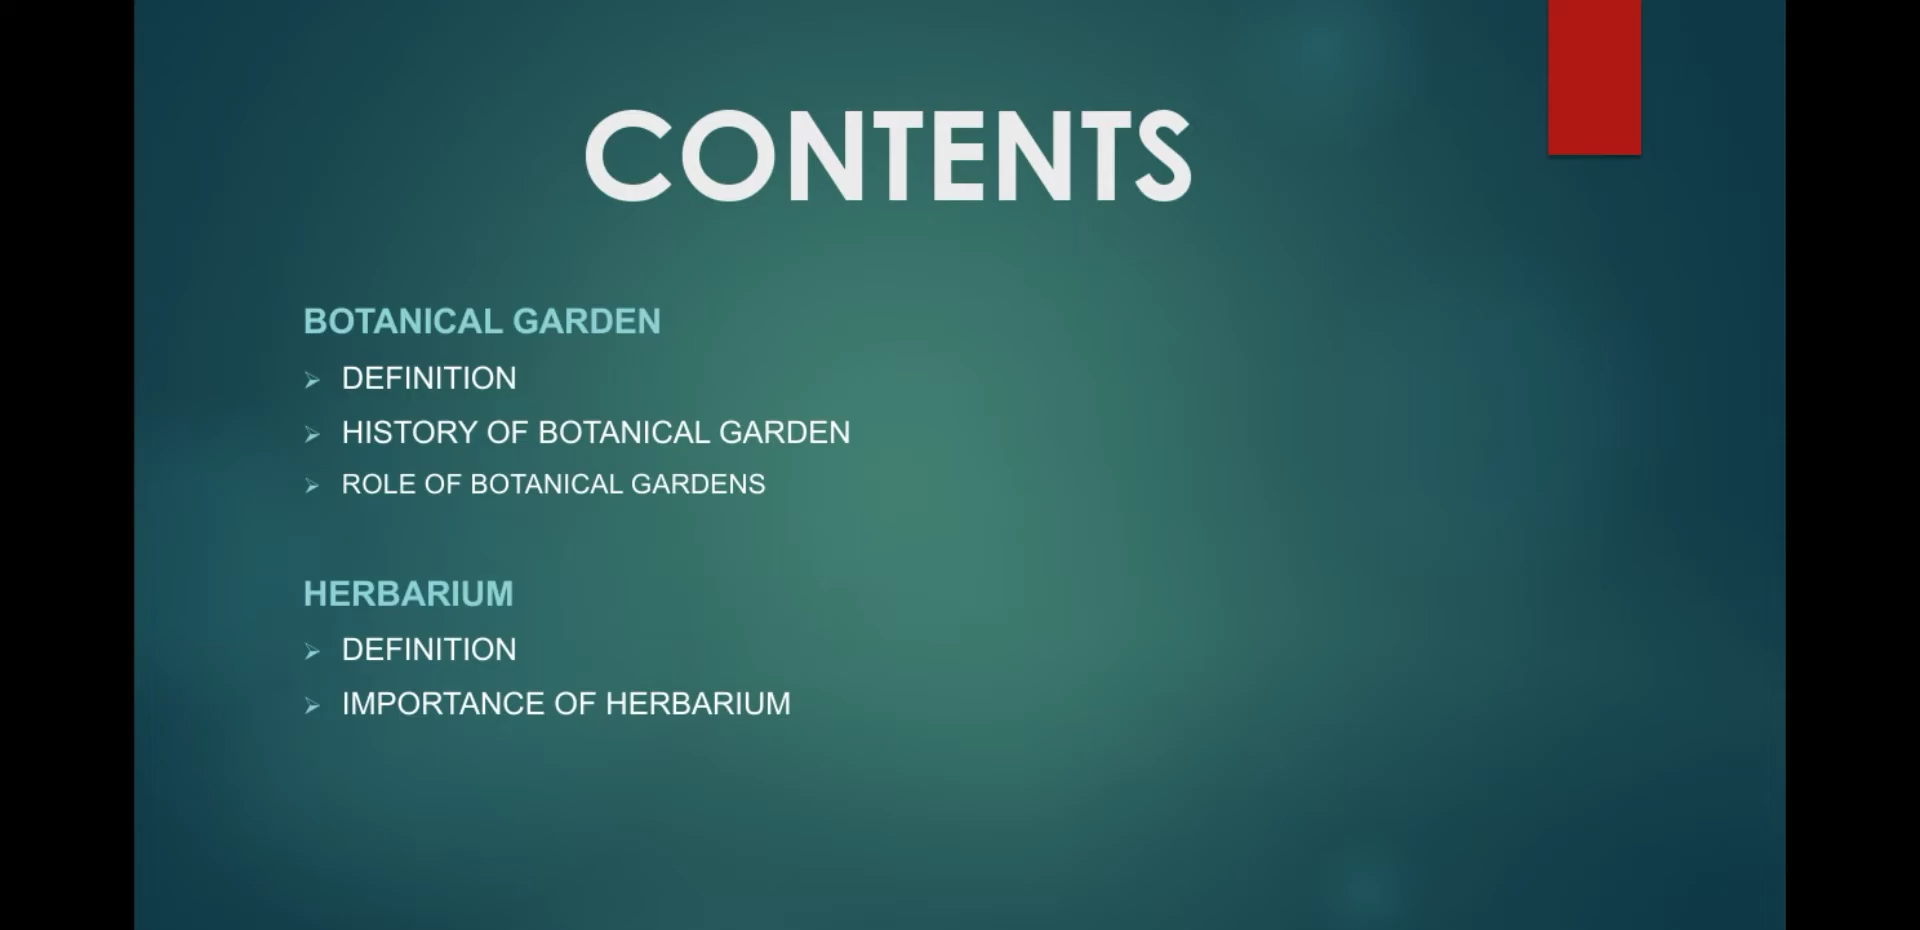 CONTENTS
BOTANICAL GARDEN
DEFINITION
HISTORY OF BOTANICAL GARDEN
ROLE OF BOTANICAL GARDENS
HERBARIUM
DEFINITION
IMPORTANCE OF HERBARIUM